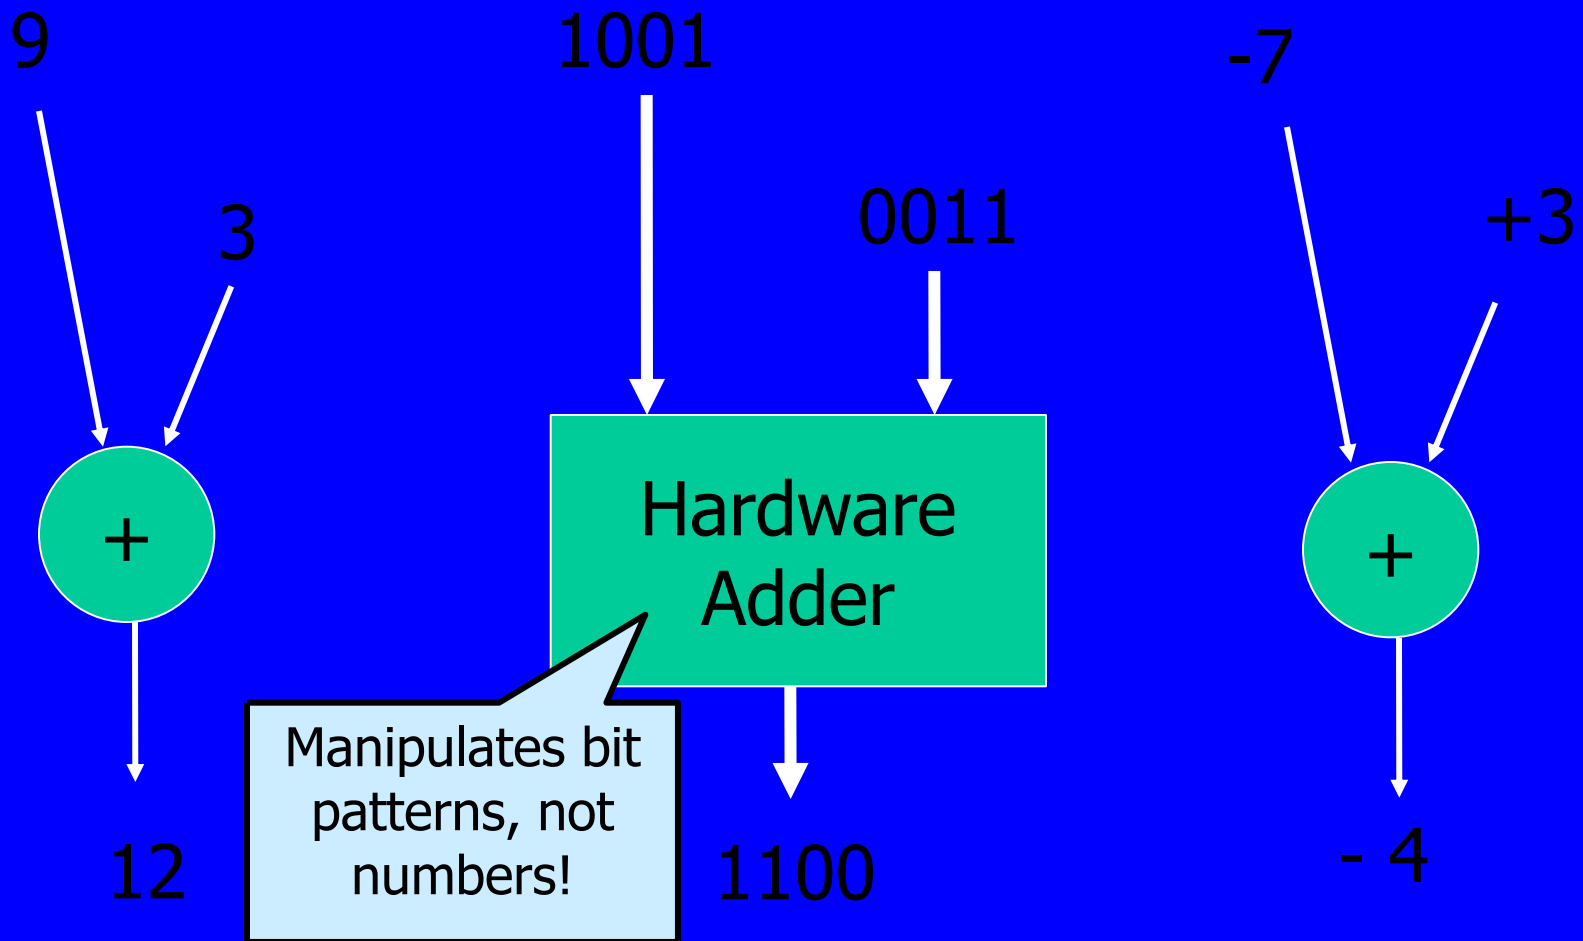 9
3
+
12
1001
0011
Hardware
Adder
Manipulates bit
patterns, not
numbers!
1100
-7
+3
+
- 4